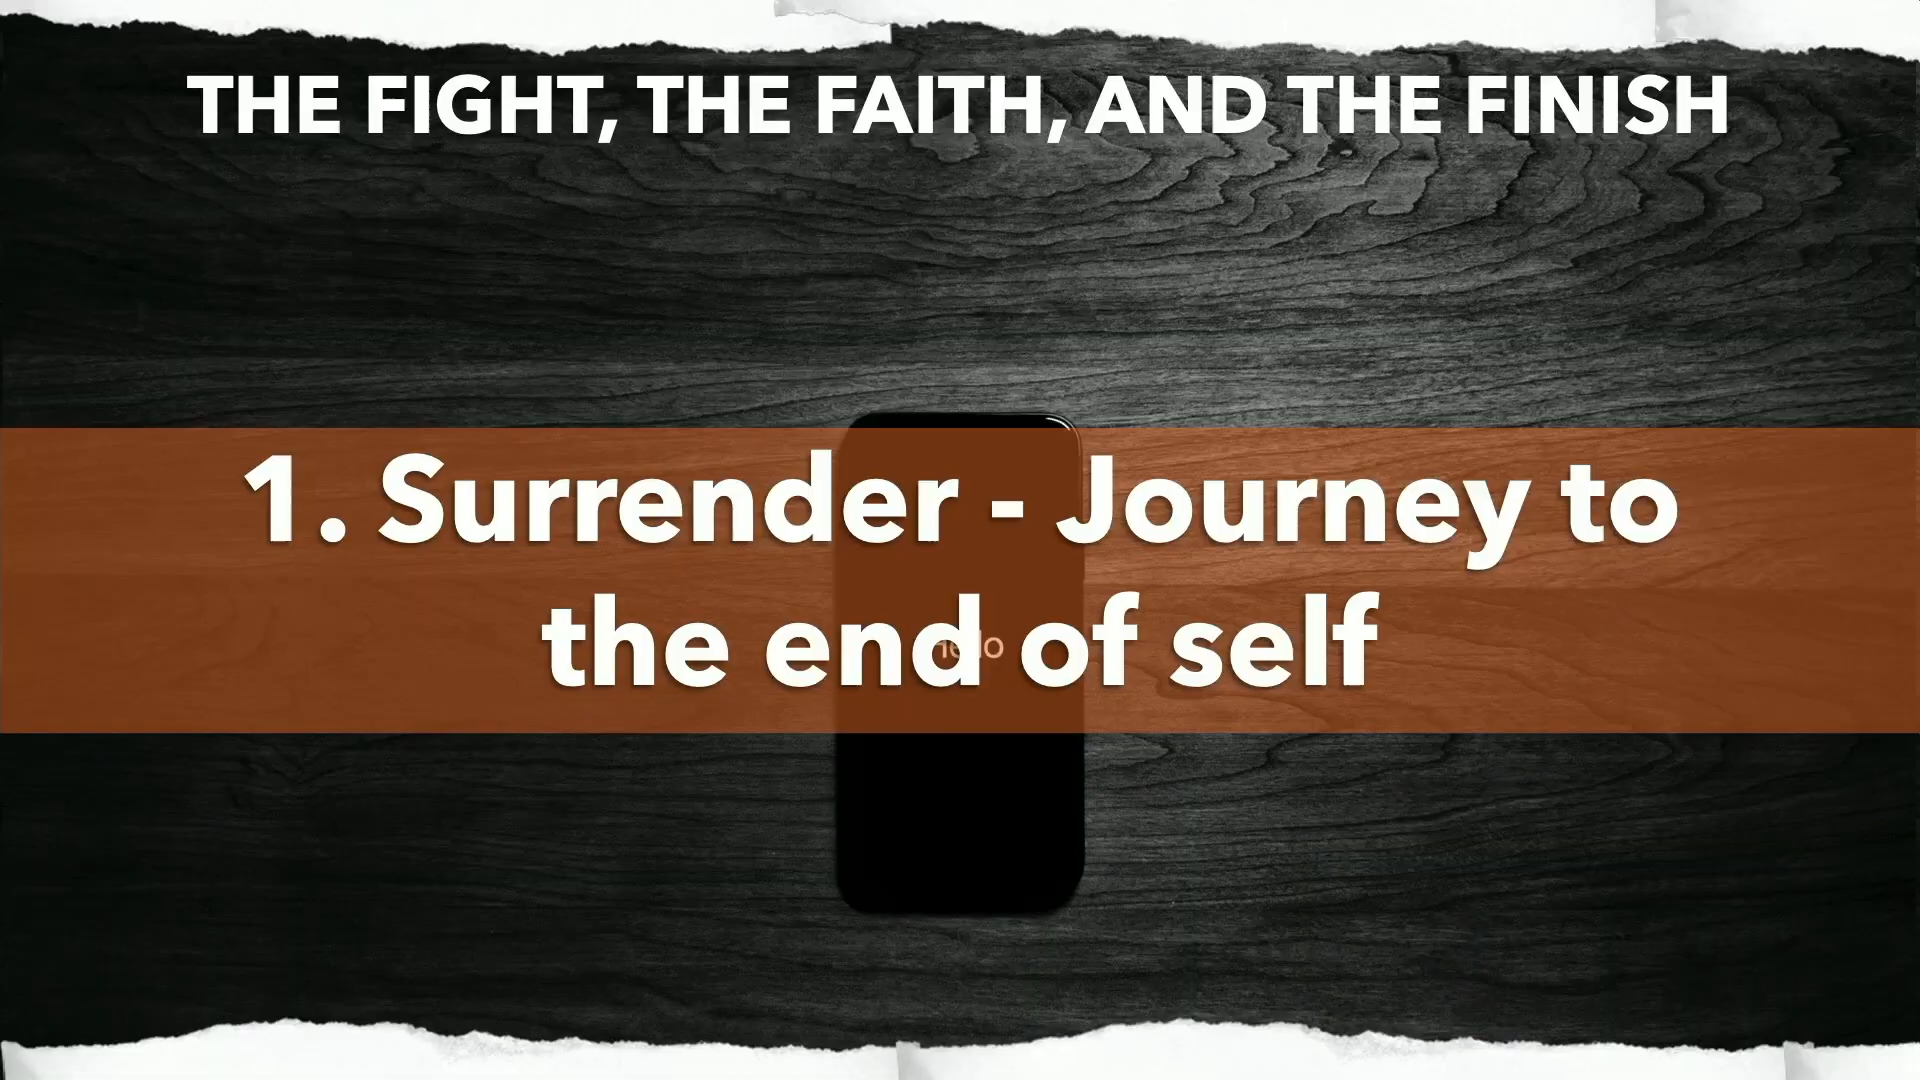 THE FIGHT, THE FAITH, AND THE FINISH
1. Surrender - Journey to
the end of self